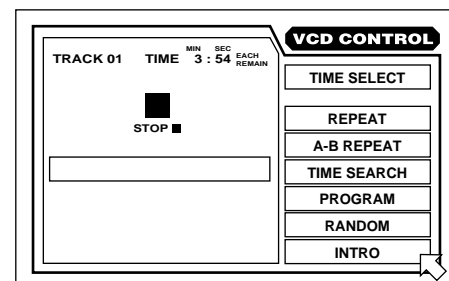 VCD CONTROL
MIN SEC
TRACK 01 TIME 3 : 54 EACH REMAIN
STOP
TIME SELECT
REPEAT
A-B REPEAT
TIME SEARCH
PROGRAM
RANDOM
INTRO